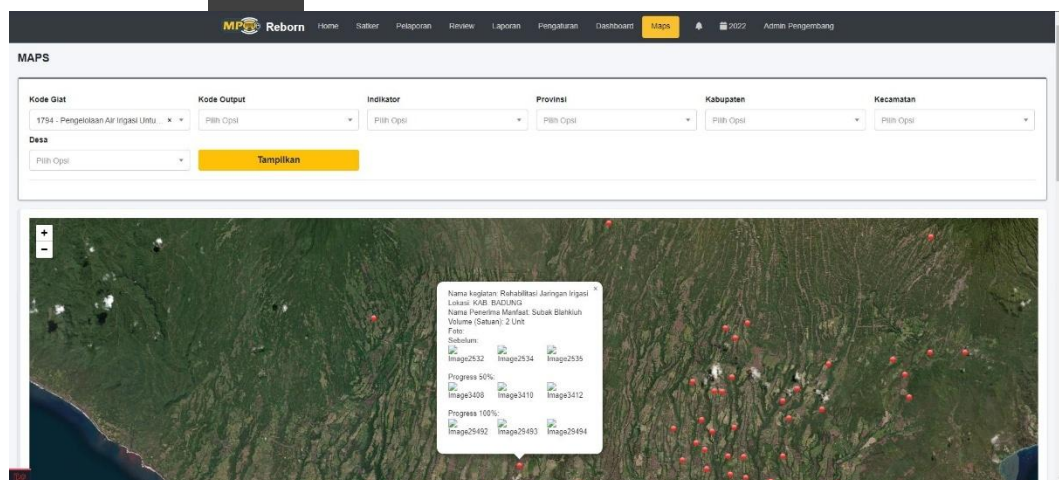 MPO Reborn Home Satker Pelaporan Review Laporan Pengaturan Dashboard Maps 2022 Admin Pengembang
MAPS
Kode Giat Kode Output Indikator Provinsi Kabupaten Kecamatan
1794 - Pengelolaan Air Irigasi Untu... × Pilih Opsi Pilih Opsi Pilih Opsi Pilih Opsi Pilih Opsi
Desa
Pilih Opsi Tampilkan
+
-
×
Nama kegiatan: Rehabilitasi Jaringan Irigasi
Lokasi: KAB. BADUNG
Nama Penerima Manfaat: Subak Blahkiuh
Volume (Satuan): 2 Unit
Foto:
Sebelum:
Image2532 Image2534 Image2535
Progress 50%:
Image3408 Image3410 Image3412
Progress 100%:
Image29492 Image29493 Image29494